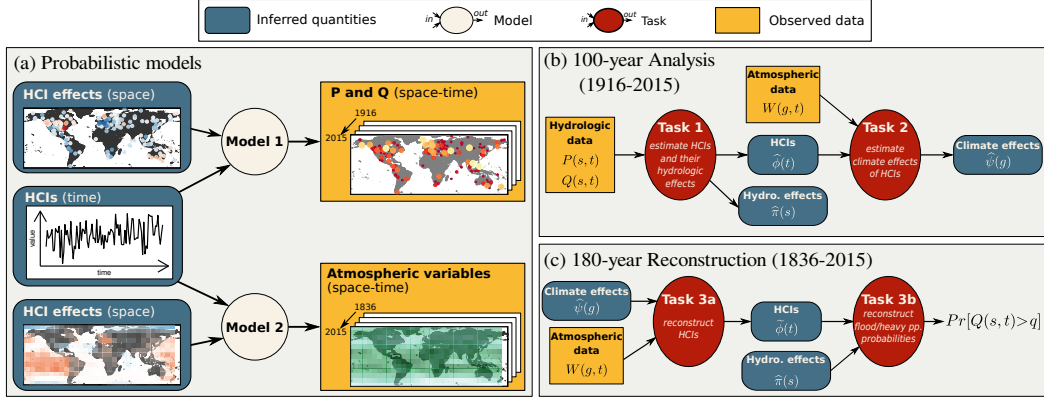 Inferred quantities
in
out
Model
in
out
Task
Observed data
(a) Probabilistic models
HCI effects (space)
HCIs (time)
value
time
HCI effects (space)
Model 1
Model 2
P and Q (space-time)
1916
2015
Atmospheric variables
(space-time)
1836
2015
(b) 100-year Analysis
(1916-2015)
Hydrologic
data
P(s,t)
Q(s,t)
Task 1
estimate HCIs
and their
hydrologic
effects
Atmospheric
data
W(g,t)
HCIs
ϕ̂(t)
Hydro. effects
π̂(s)
Task 2
estimate
climate effects
of HCIs
Climate effects
ψ̂(g)
(c) 180-year Reconstruction (1836-2015)
Climate effects
ψ̂(g)
Atmospheric
data
W(g,t)
Task 3a
reconstruct
HCIs
HCIs
ϕ̃(t)
Hydro. effects
π̂(s)
Task 3b
reconstruct
flood/heavy pp.
probabilities
Pr[Q(s,t)>q]